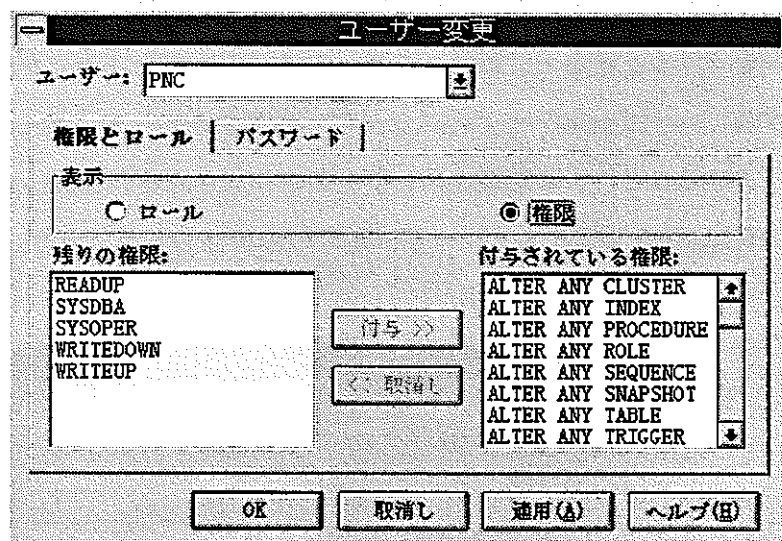 ユーザー変更
ユーザー: PNC
権限とロール パスワード
表示
ロール 権限
残りの権限: 付与されている権限:
READUP
SYSDBA
SYSOPER
WRITEDOWN
WRITEUP
付与 >>
<< 取消し
ALTER ANY CLUSTER
ALTER ANY INDEX
ALTER ANY PROCEDURE
ALTER ANY ROLE
ALTER ANY SEQUENCE
ALTER ANY SNAPSHOT
ALTER ANY TABLE
ALTER ANY TRIGGER
OK 取消し 適用(A) ヘルプ(H)